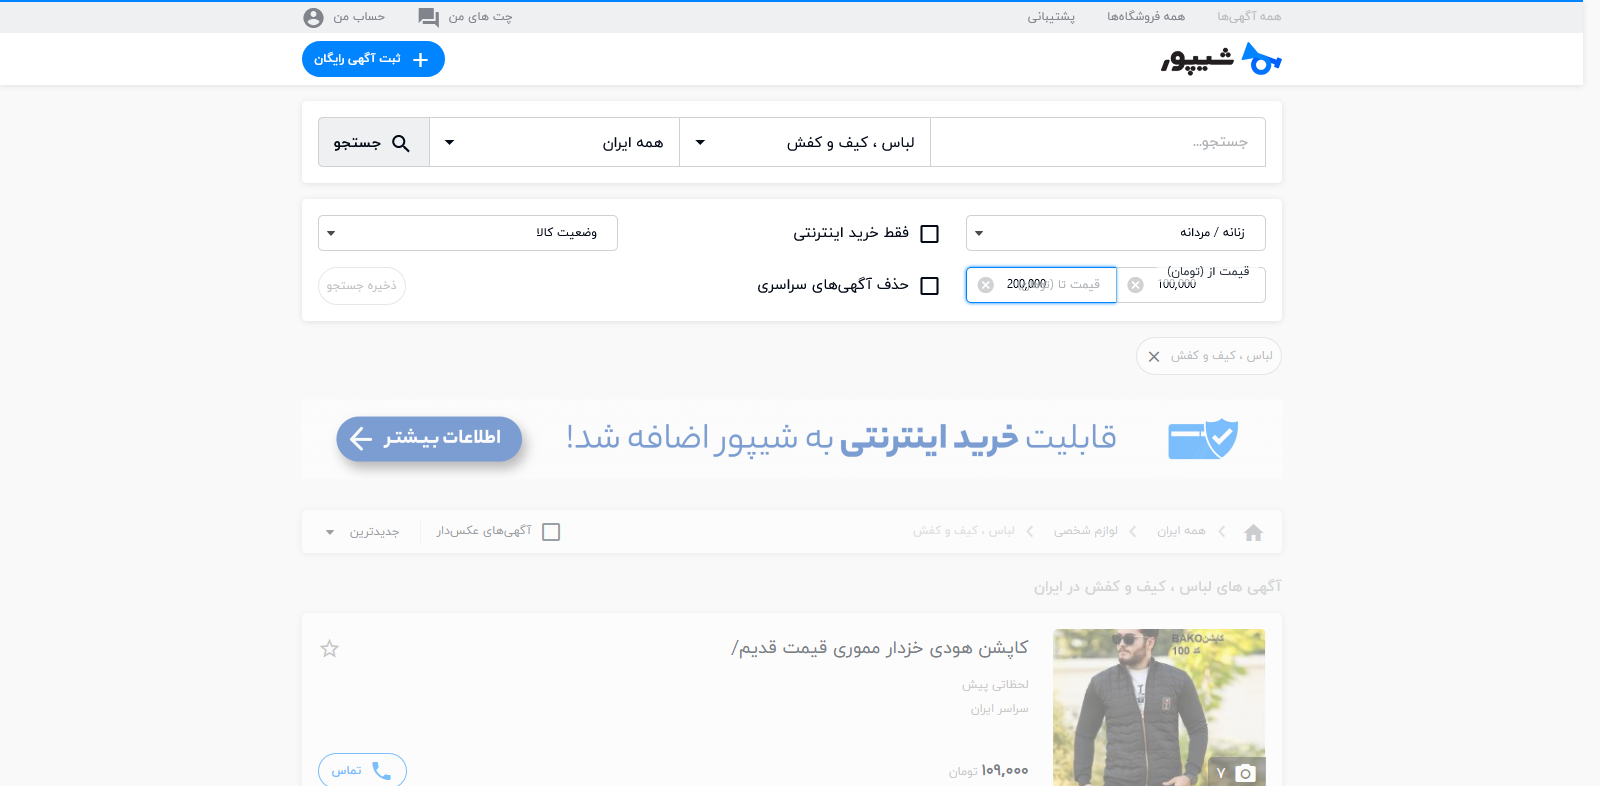 همه آگهی‌ها
همه فروشگاه‌ها
پشتیبانی
چت های من
حساب من
شیپور
ثبت آگهی رایگان
جستجو...
لباس ، کیف و کفش
همه ایران
جستجو
زنانه / مردانه
فقط خرید اینترنتی
وضعیت کالا
قیمت از (تومان)
100,000
قیمت تا (تومان)
200,000
حذف آگهی‌های سراسری
ذخیره جستجو
لباس ، کیف و کفش
قابلیت خرید اینترنتی به شیپور اضافه شد!
اطلاعات بیشتر
همه ایران
لوازم شخصی
لباس ، کیف و کفش
آگهی‌های عکس‌دار
جدیدترین
آگهی های لباس ، کیف و کفش در ایران
کاپشن BAKO
کد 100
۷
کاپشن هودی خزدار مموری قیمت قدیم/
لحظاتی پیش
سراسر ایران
۱۰۹,۰۰۰ تومان
تماس